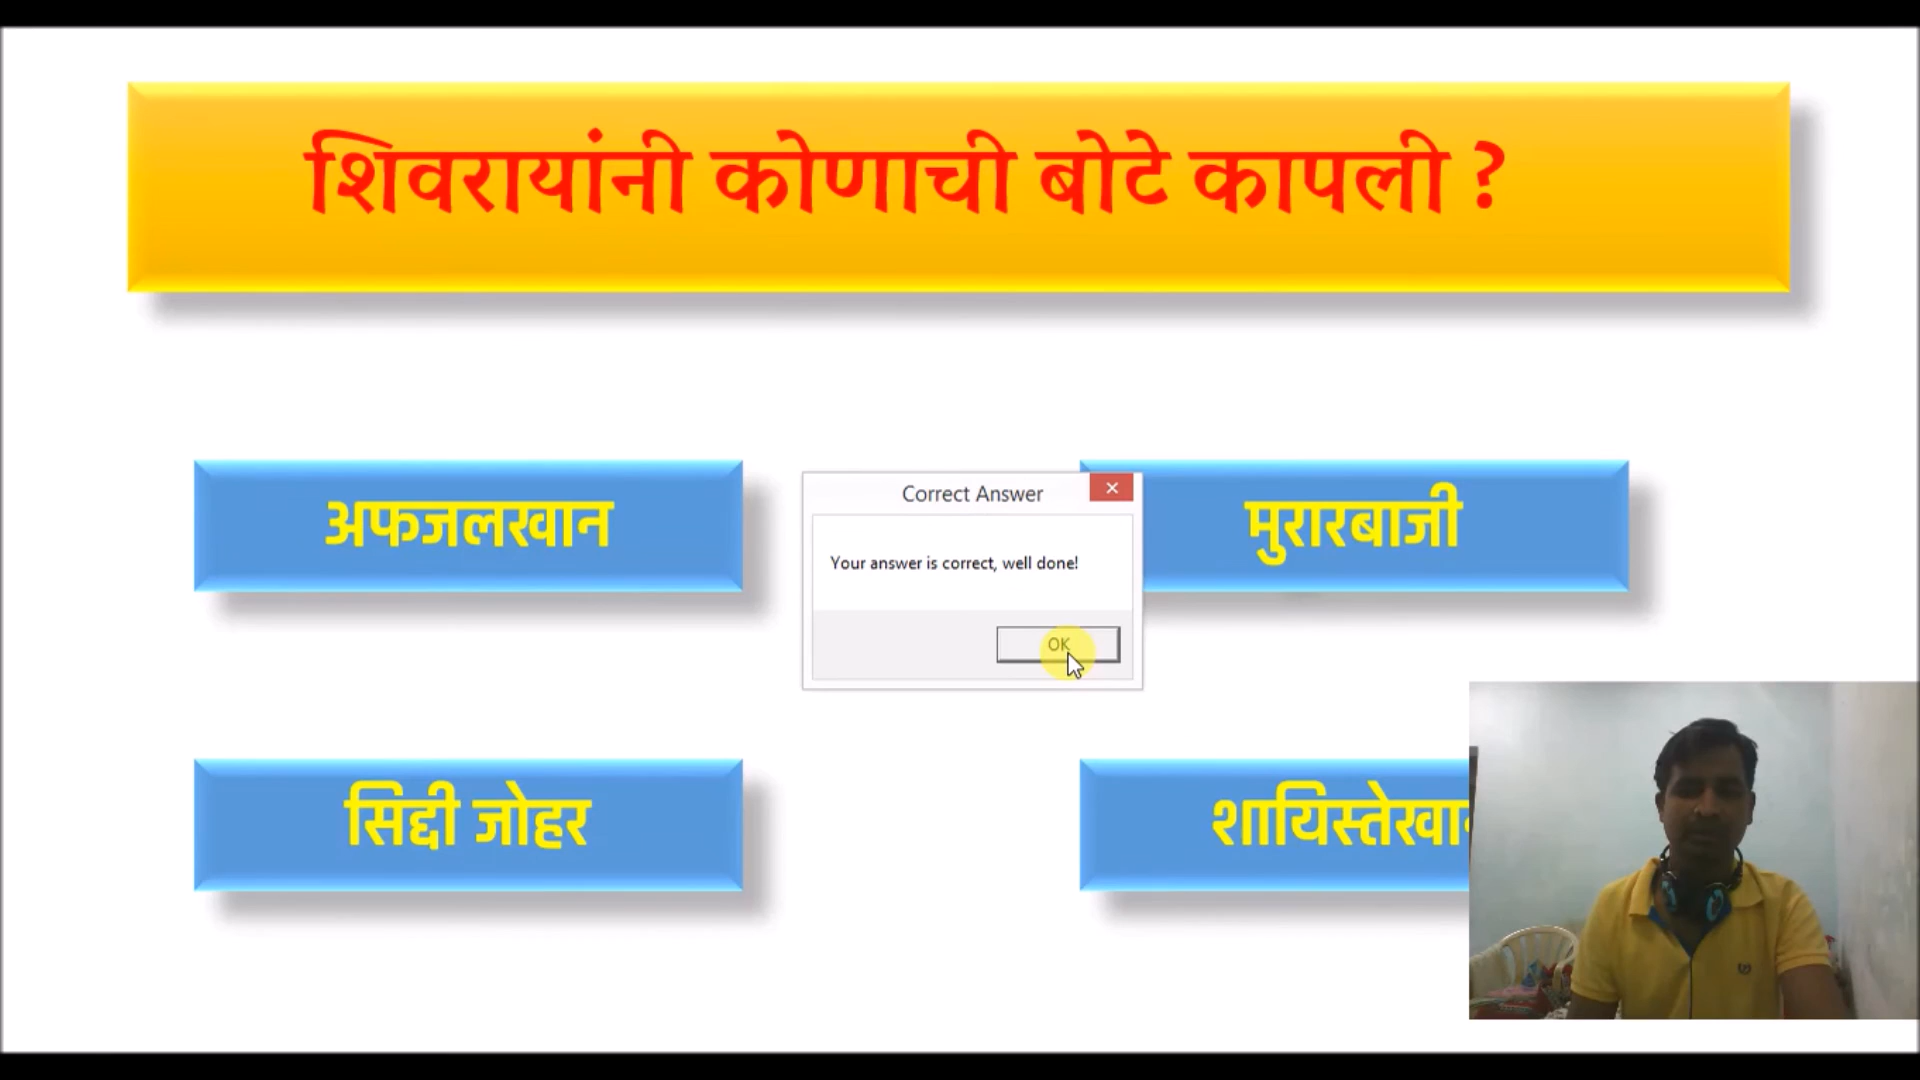 शिवरायांनी कोणाची बोटे कापली ?
अफजलखान
मुरारबाजी
Correct Answer
Your answer is correct, well done!
OK
सिद्दी जोहर